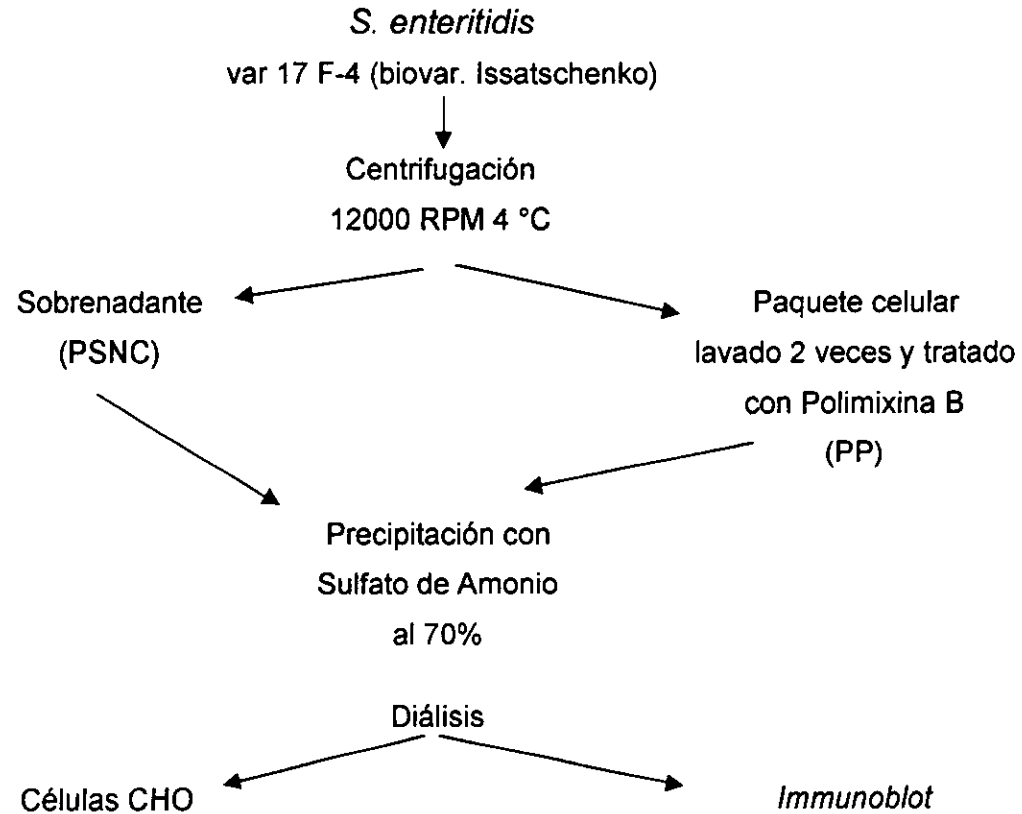 S. enteritidis
var 17 F-4 (biovar. Issatschenko)
Centrifugación
12000 RPM 4 °C
Sobrenadante
(PSNC)
Paquete celular
lavado 2 veces y tratado
con Polimixina B
(PP)
Precipitación con
Sulfato de Amonio
al 70%
Diálisis
Células CHO
Immunoblot